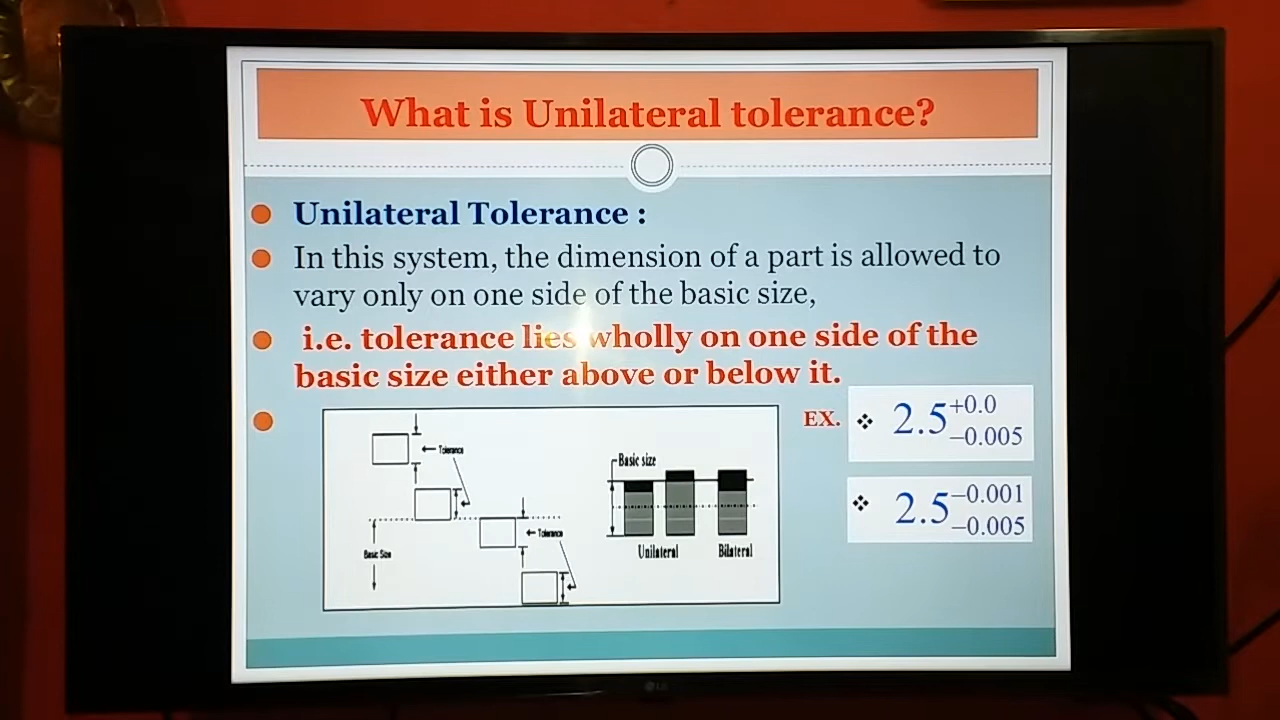 What is Unilateral tolerance?
Unilateral Tolerance :
In this system, the dimension of a part is allowed to
vary only on one side of the basic size,
i.e. tolerance lies wholly on one side of the
basic size either above or below it.
EX.
❖ 2.5 +0.0
−0.005
❖ 2.5 −0.001
−0.005
Tolerance
Basic size
Tolerance
Basic Size
Unilateral Bilateral
LG